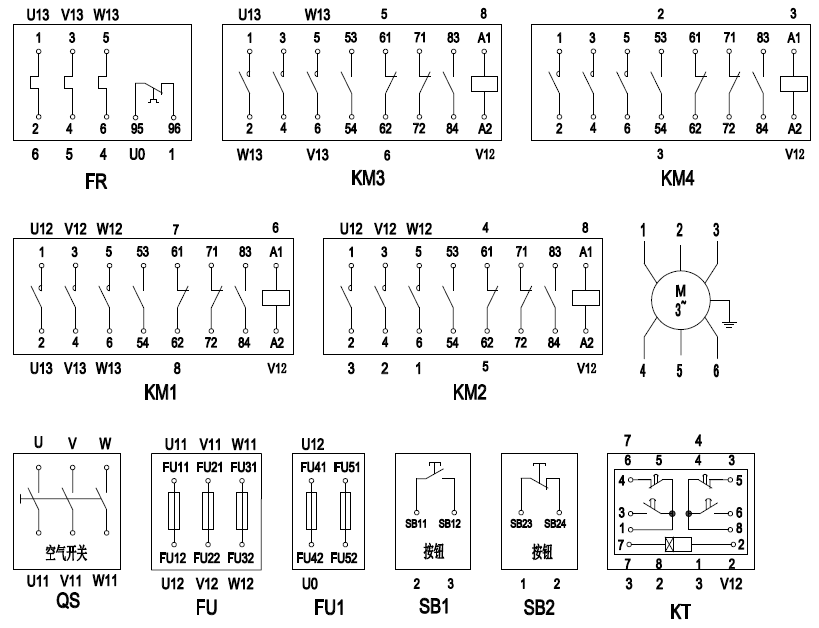 U13 V13 W13
1 3 5
2 4 6 95 96
6 5 4 U0 1
FR
U13 W13 5 8
1 3 5 53 61 71 83 A1
2 4 6 54 62 72 84 A2
W13 V13 6 V12
KM3
2 3
1 3 5 53 61 71 83 A1
2 4 6 54 62 72 84 A2
3 V12
KM4
U12 V12 W12 7 6
1 3 5 53 61 71 83 A1
2 4 6 54 62 72 84 A2
U13 V13 W13 8 V12
KM1
U12 V12 W12 4 8
1 3 5 53 61 71 83 A1
2 4 6 54 62 72 84 A2
3 2 1 5 V12
KM2
1 2 3
M
3~
4 5 6
U V W
空气开关
U11 V11 W11
QS
U11 V11 W11
FU11 FU21 FU31
FU12 FU22 FU32
U12 V12 W12
FU
U12
FU41 FU51
FU42 FU52
U0
FU1
SB11 SB12
按钮
2 3
SB1
SB23 SB24
按钮
1 2
SB2
7 4
6 5 4 3
4 5
3 6
1 8
7 2
7 8 1 2
3 2 3 V12
KT